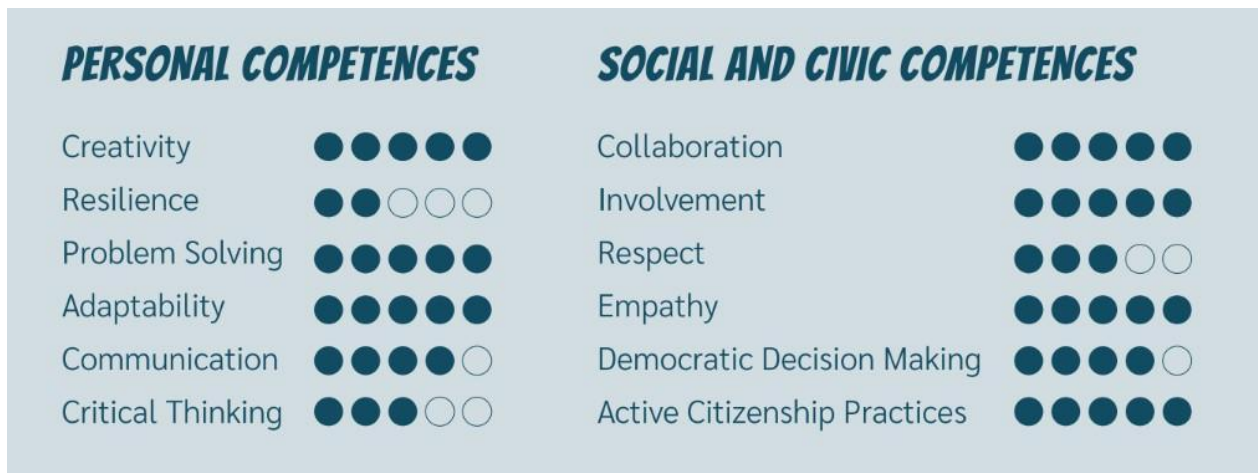 PERSONAL COMPETENCES
Creativity
Resilience
Problem Solving
Adaptability
Communication
Critical Thinking
SOCIAL AND CIVIC COMPETENCES
Collaboration
Involvement
Respect
Empathy
Democratic Decision Making
Active Citizenship Practices